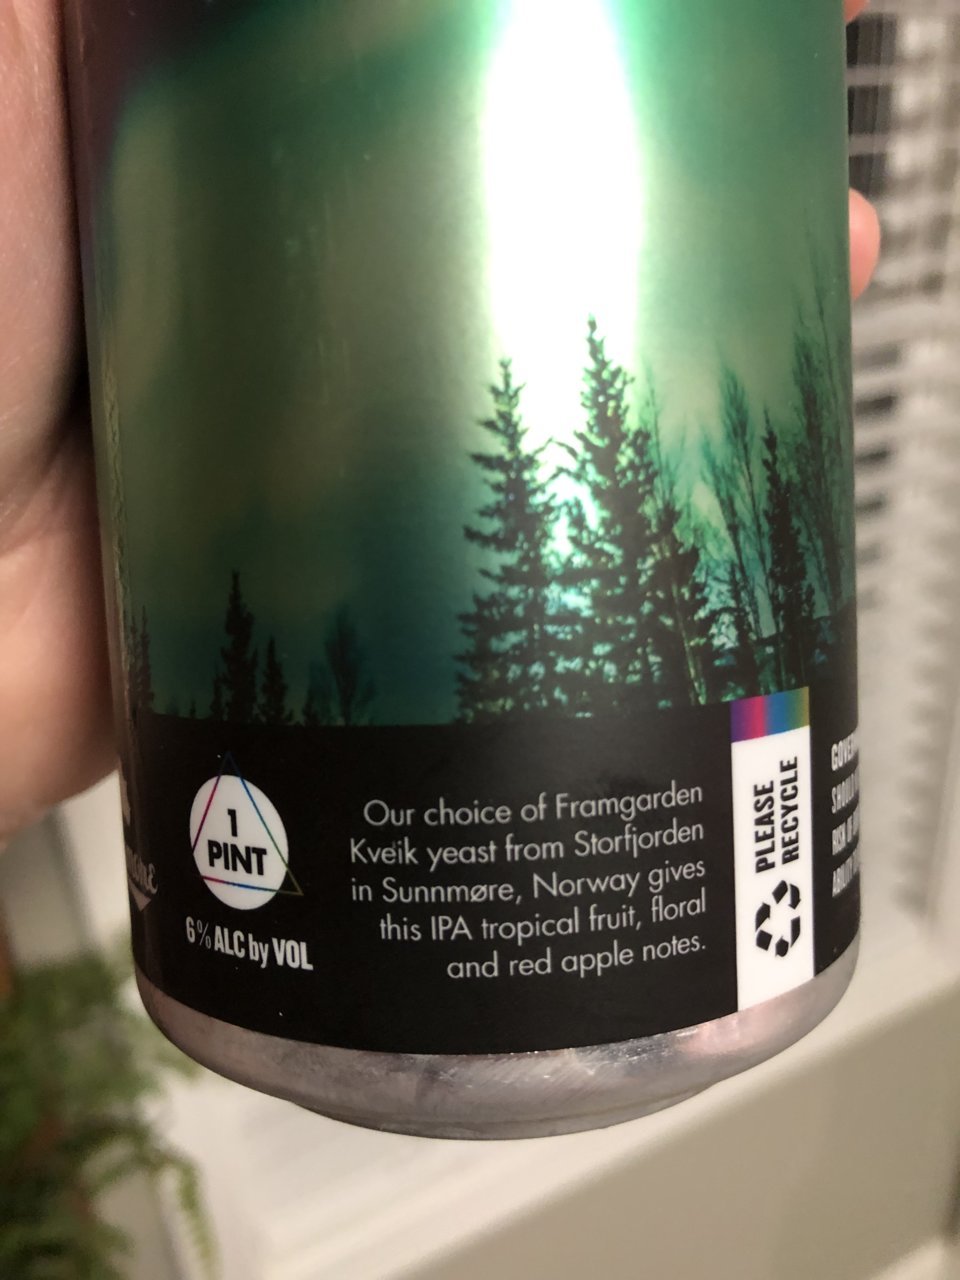 1
PINT
6% ALC by VOL
Our choice of Framgarden
Kveik yeast from Storfjorden
in Sunnmøre, Norway gives
this IPA tropical fruit, floral
and red apple notes.
PLEASE
RECYCLE